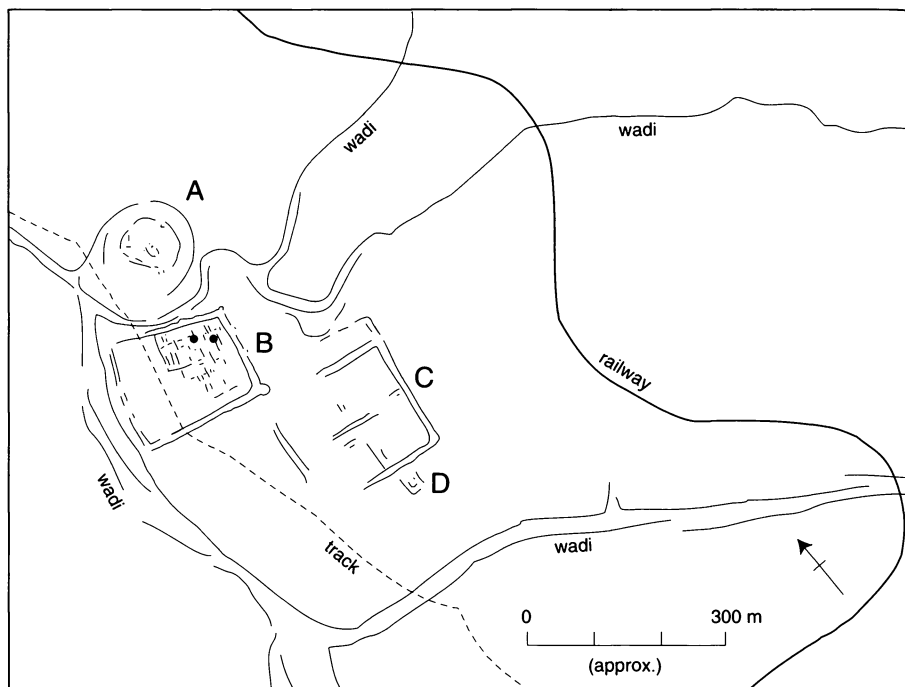 wadi
wadi
A
B
railway
C
D
wadi
wadi
track
0 300 m
(approx.)